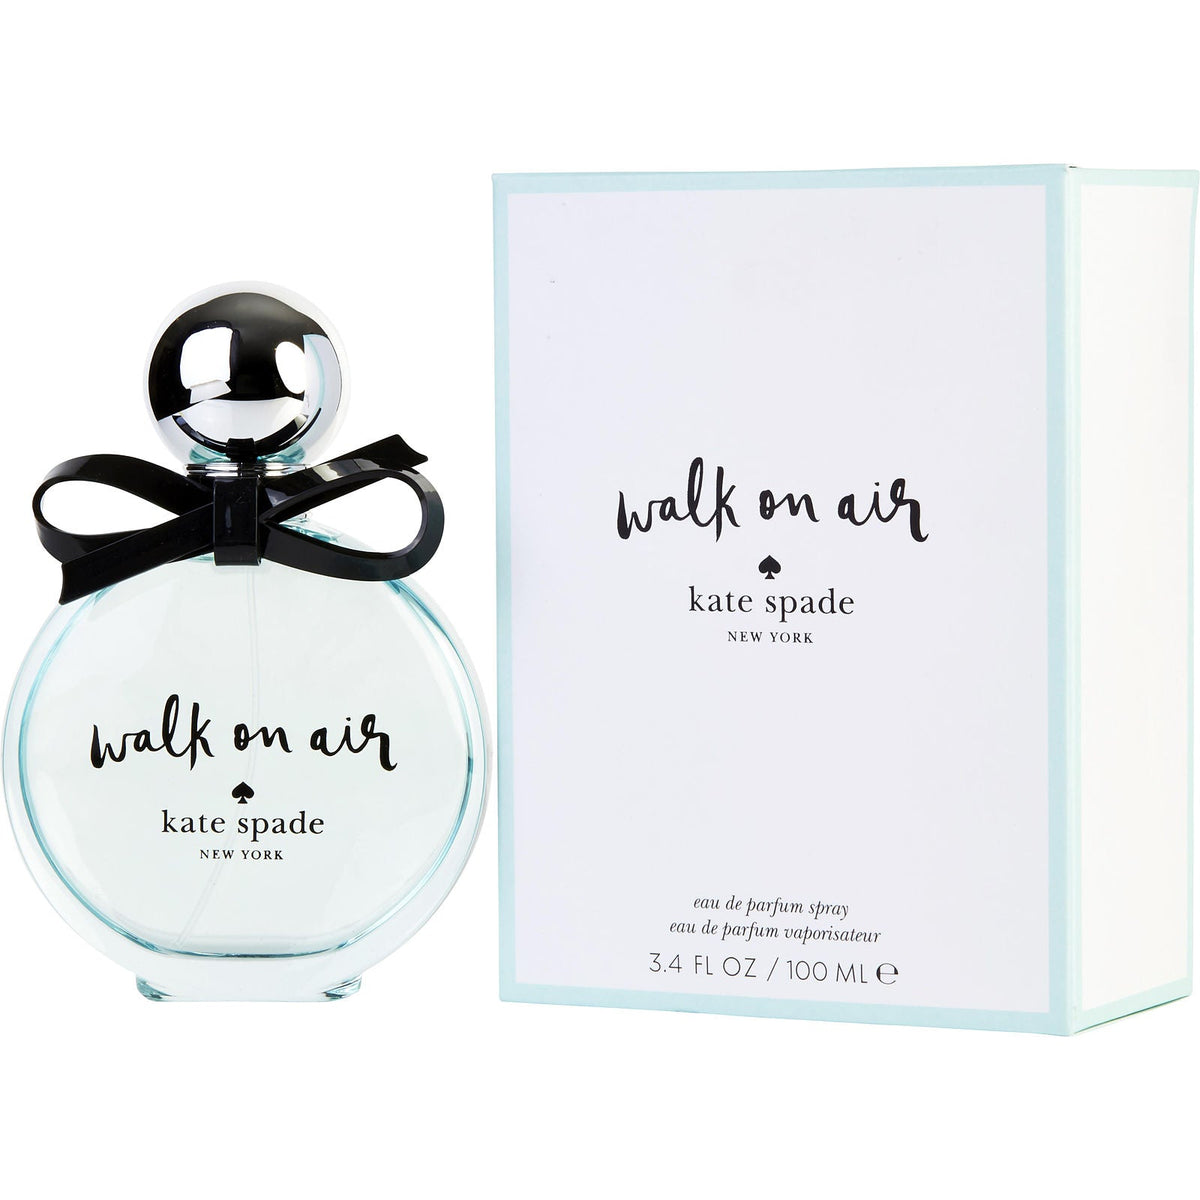 walk on air
kate spade
NEW YORK
walk on air
kate spade
NEW YORK
eau de parfum spray
eau de parfum vaporisateur
3.4 FL OZ / 100 ML ℮